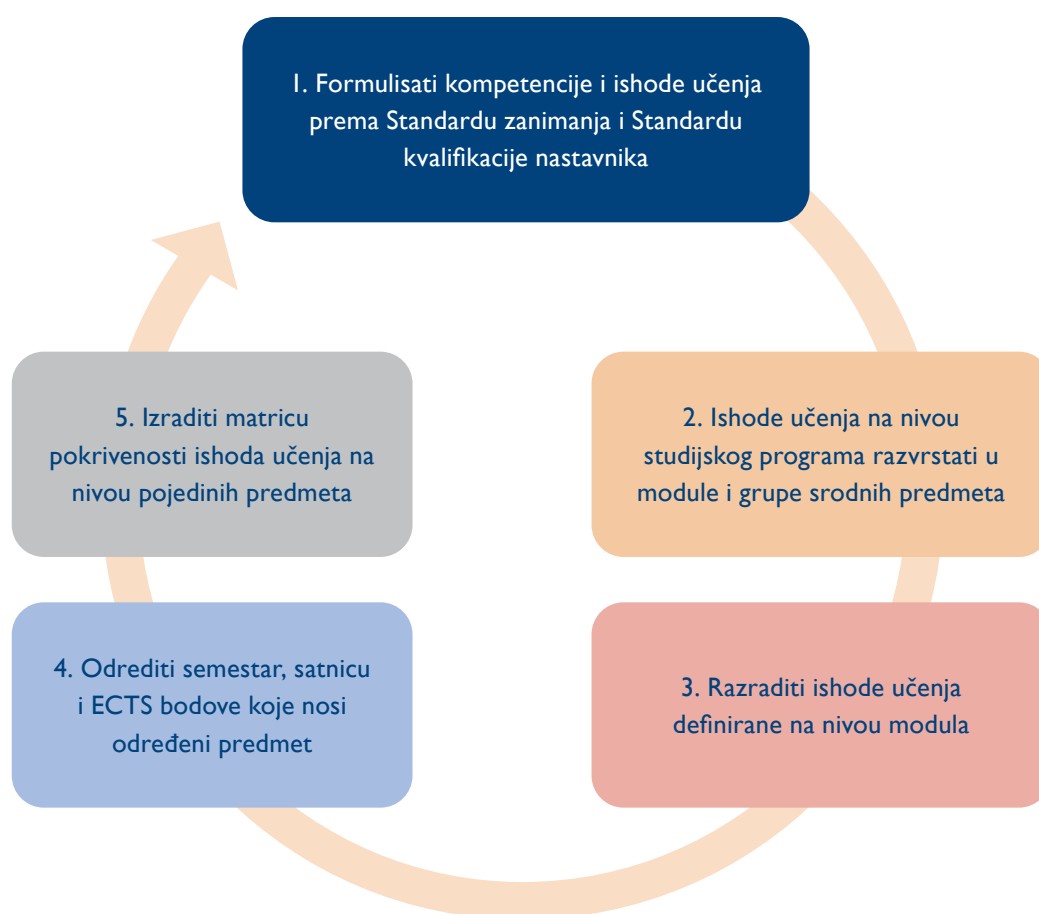 1. Formulisati kompetencije i ishode učenja
prema Standardu zanimanja i Standardu
kvalifikacije nastavnika
2. Ishode učenja na nivou
studijskog programa razvrstati u
module i grupe srodnih predmeta
3. Razraditi ishode učenja
definirane na nivou modula
4. Odrediti semestar, satnicu
i ECTS bodove koje nosi
određeni predmet
5. Izraditi matricu
pokrivenosti ishoda učenja na
nivou pojedinih predmeta